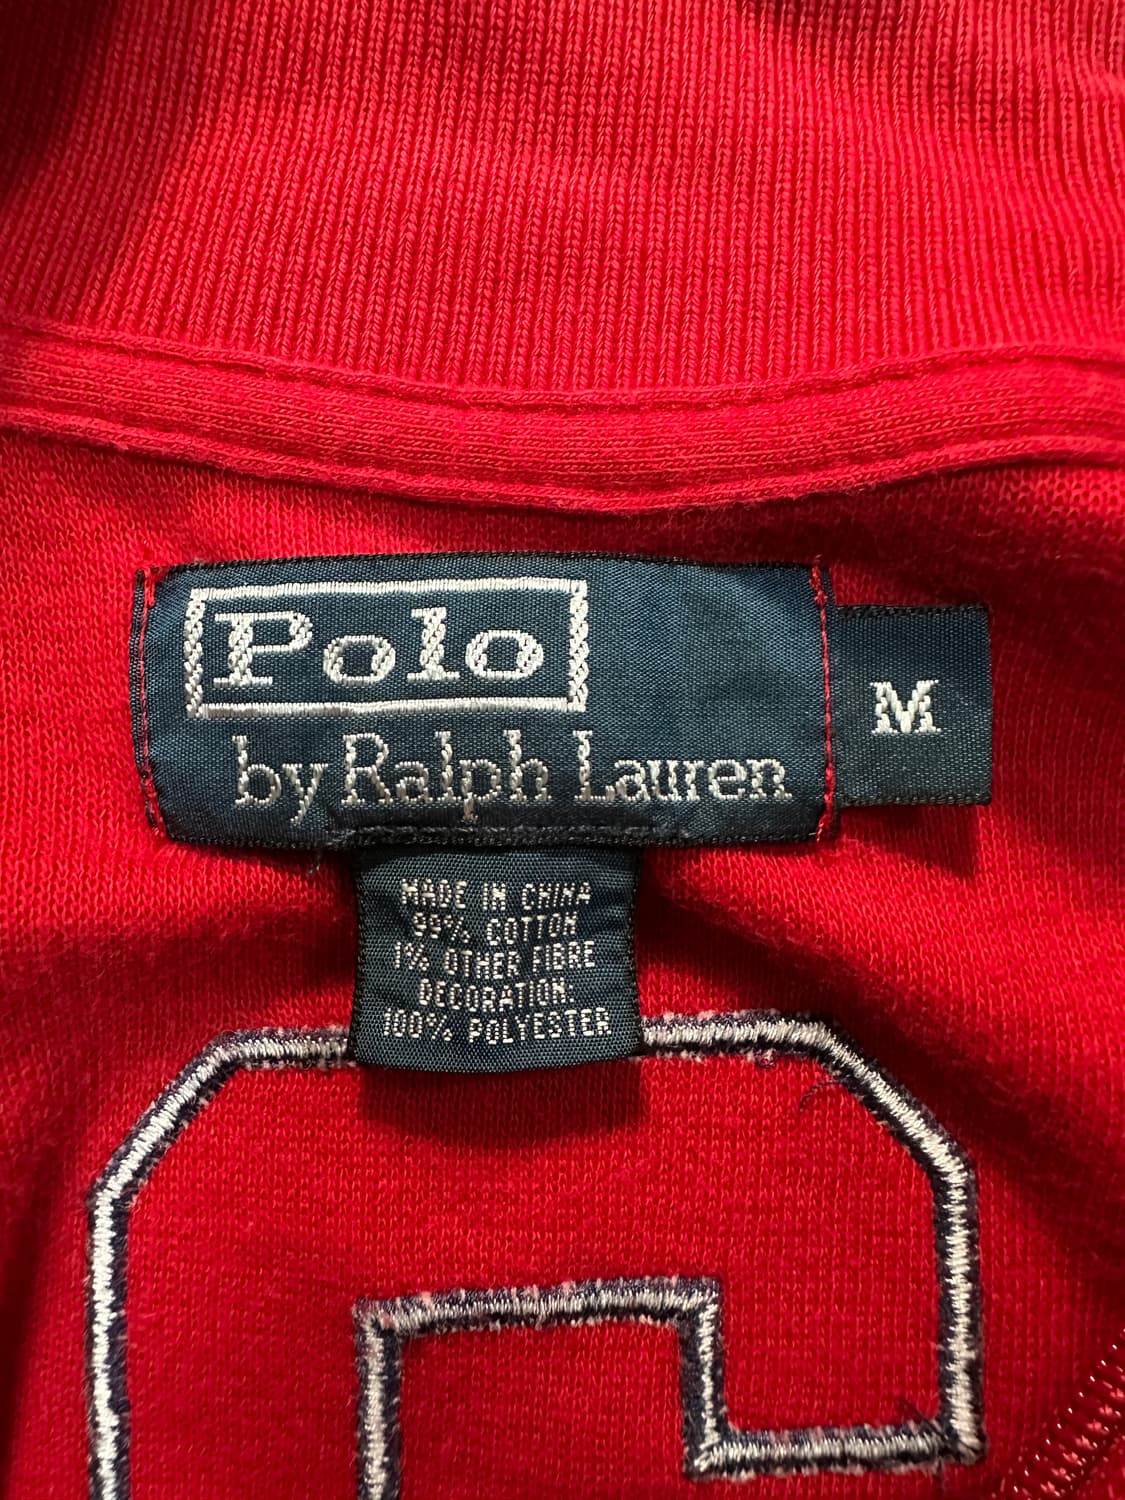 Polo
by Ralph Lauren
M
MADE IN CHINA
99% COTTON
1% OTHER FIBRE
DECORATION.
100% POLYESTER